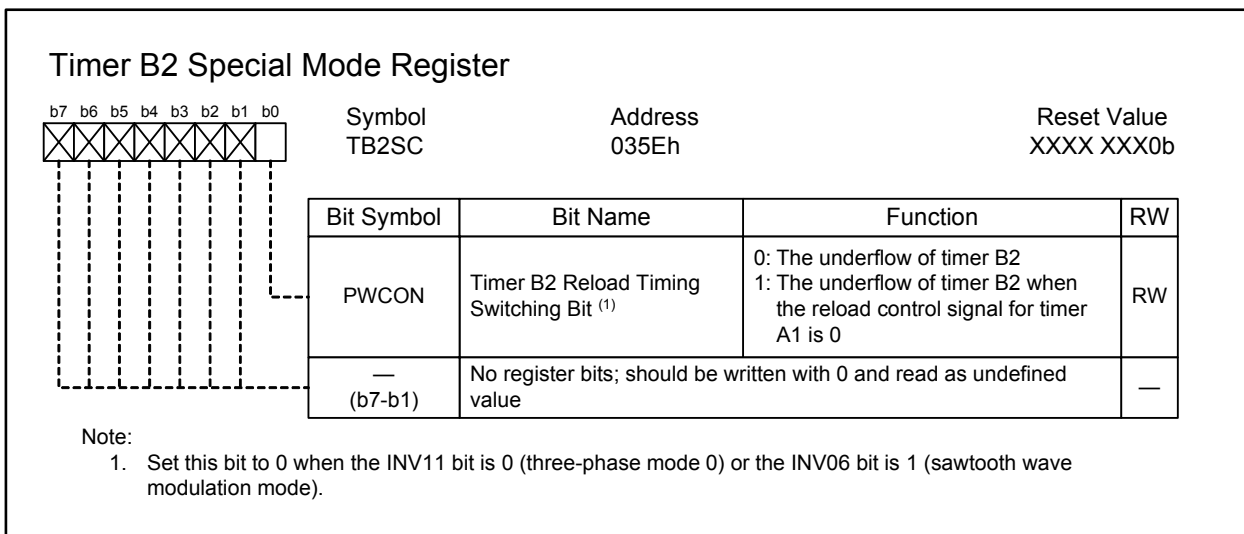 Timer B2 Special Mode Register
b7 b6 b5 b4 b3 b2 b1 b0
Symbol Address Reset Value
TB2SC 035Eh XXXX XXX0b
Bit Symbol Bit Name Function RW
PWCON
Timer B2 Reload Timing
Switching Bit (1)
0: The underflow of timer B2
1: The underflow of timer B2 when
the reload control signal for timer
A1 is 0
RW
—
(b7-b1)
No register bits; should be written with 0 and read as undefined
value
—
Note:
1. Set this bit to 0 when the INV11 bit is 0 (three-phase mode 0) or the INV06 bit is 1 (sawtooth wave
modulation mode).